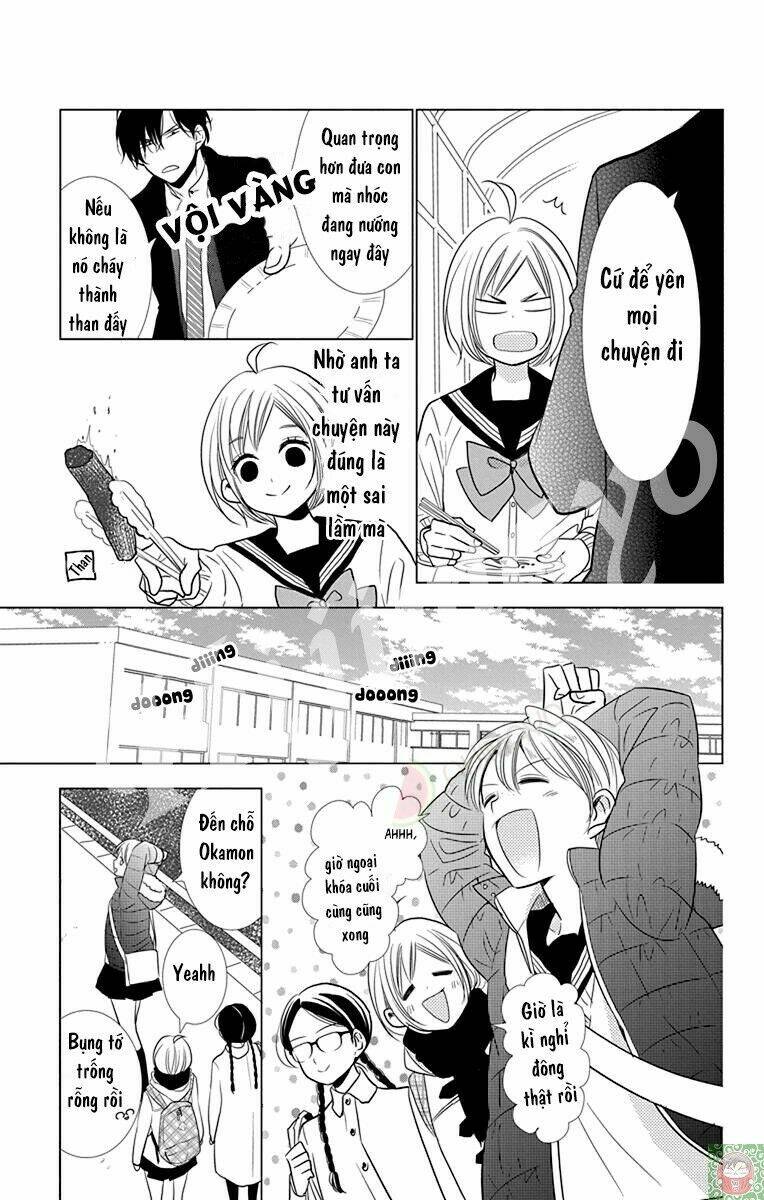 Cứ để yên
mọi
chuyện đi
Quan trọng
hơn đưa con
mà nhóc
đang nướng
ngay đây
VỘI VÀNG
Nếu
không là
nó cháy
thành
than đấy
Nhờ anh ta
tư vấn
chuyện này
đúng là
một sai
lầm mà
Than
diiing
dooong
diiing
dooong
AHHH,
giờ ngoại
khóa cuối
cùng cũng
xong
Giờ là
kì nghỉ
đông
thật rồi
Đến chỗ
Okamon
không?
Yeahh
Bụng tớ
trống
rỗng rồi